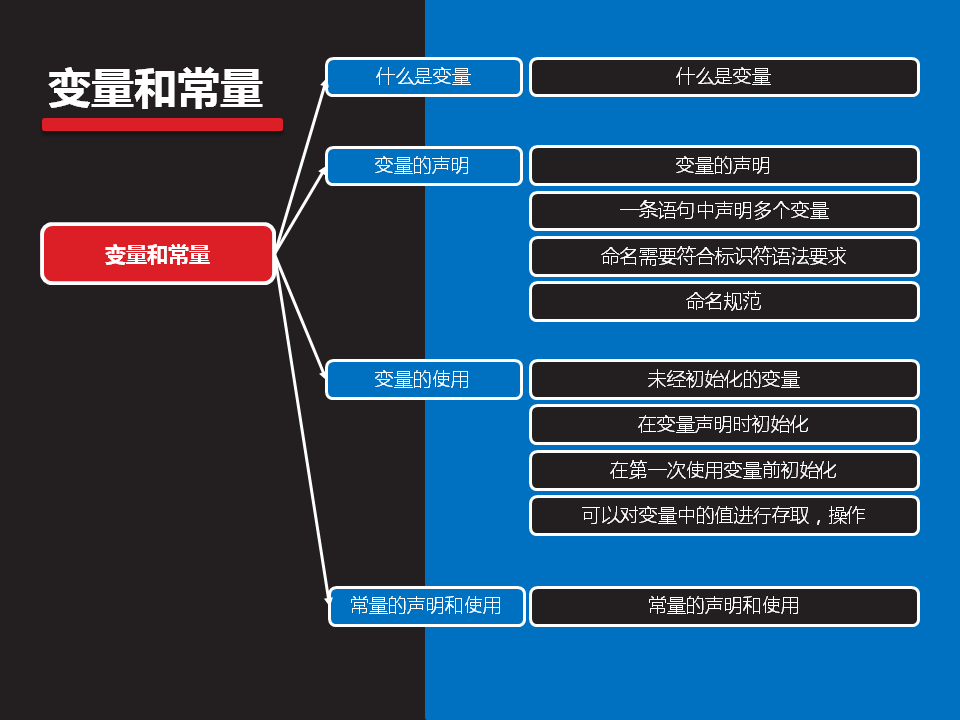 变量和常量
变量和常量
什么是变量
什么是变量
变量的声明
变量的声明
一条语句中声明多个变量
命名需要符合标识符语法要求
命名规范
变量的使用
未经初始化的变量
在变量声明时初始化
在第一次使用变量前初始化
可以对变量中的值进行存取，操作
常量的声明和使用
常量的声明和使用